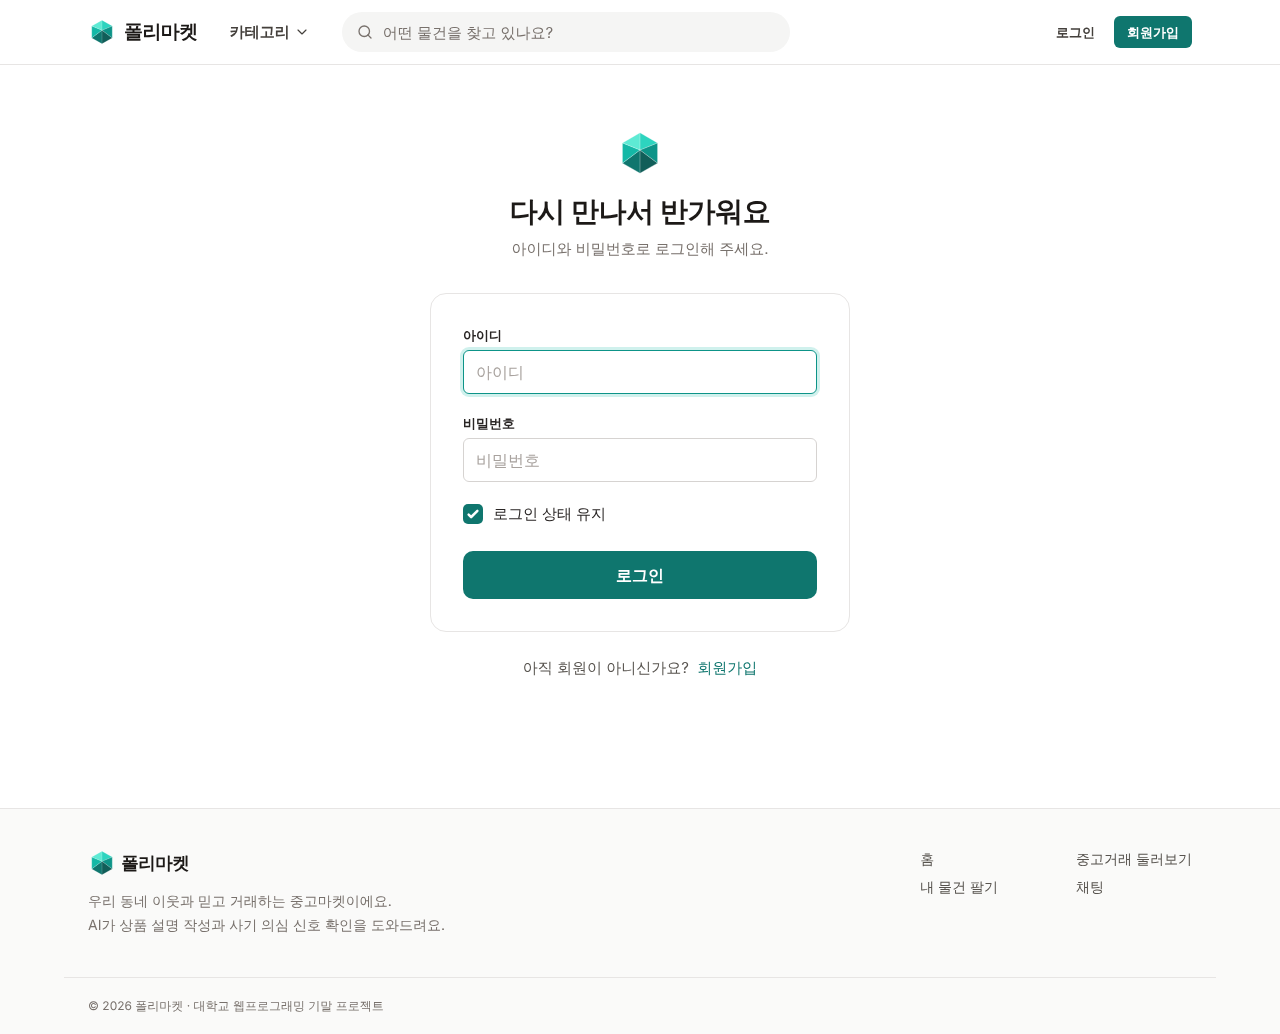 폴리마켓
카테고리
어떤 물건을 찾고 있나요?
로그인
회원가입
다시 만나서 반가워요
아이디와 비밀번호로 로그인해 주세요.
아이디
아이디
비밀번호
비밀번호
로그인 상태 유지
로그인
아직 회원이 아니신가요? 회원가입
폴리마켓
우리 동네 이웃과 믿고 거래하는 중고마켓이에요.
AI가 상품 설명 작성과 사기 의심 신호 확인을 도와드려요.
홈
중고거래 둘러보기
내 물건 팔기
채팅
© 2026 폴리마켓 · 대학교 웹프로그래밍 기말 프로젝트